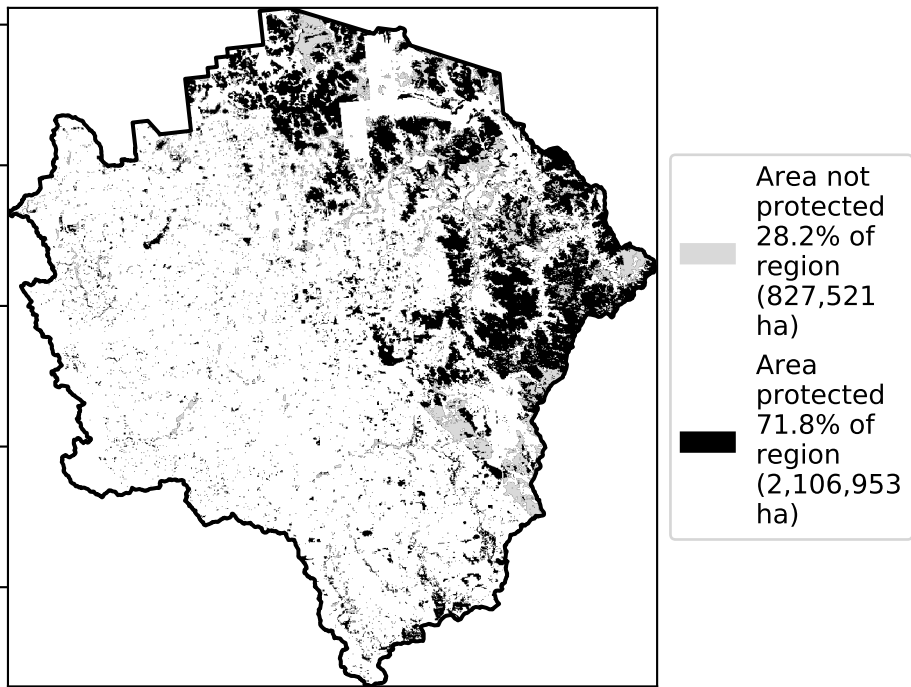 Area not
protected
28.2% of
region
(827,521
ha)
Area
protected
71.8% of
region
(2,106,953
ha)